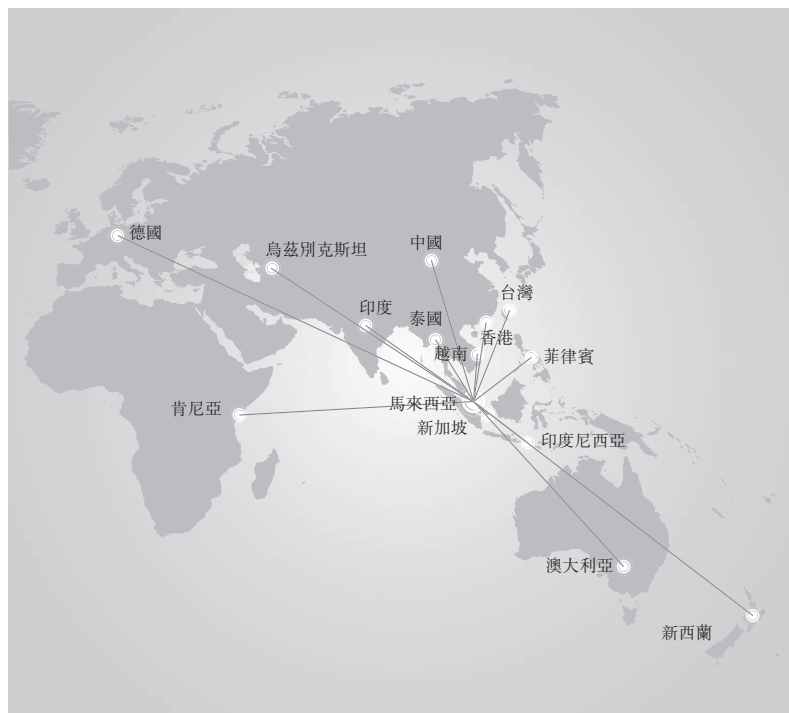 德國
烏茲別克斯坦
中國
台灣
印度
泰國
香港
越南
菲律賓
馬來西亞
肯尼亞
新加坡
印度尼西亞
澳大利亞
新西蘭